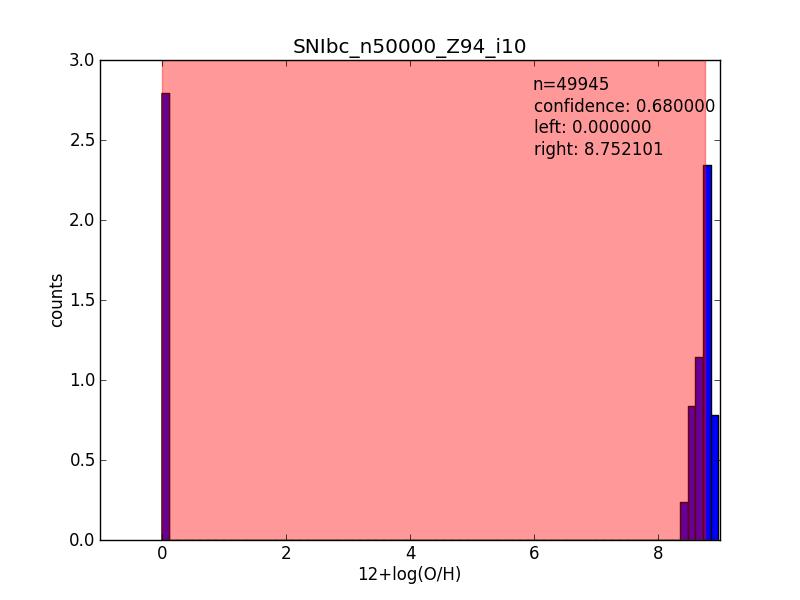 SNIbc_n50000_Z94_i10
3.0
2.5
2.0
1.5
1.0
0.5
0.0
counts
n=49945
confidence: 0.680000
left: 0.000000
right: 8.752101
0 2 4 6 8
12+log(O/H)